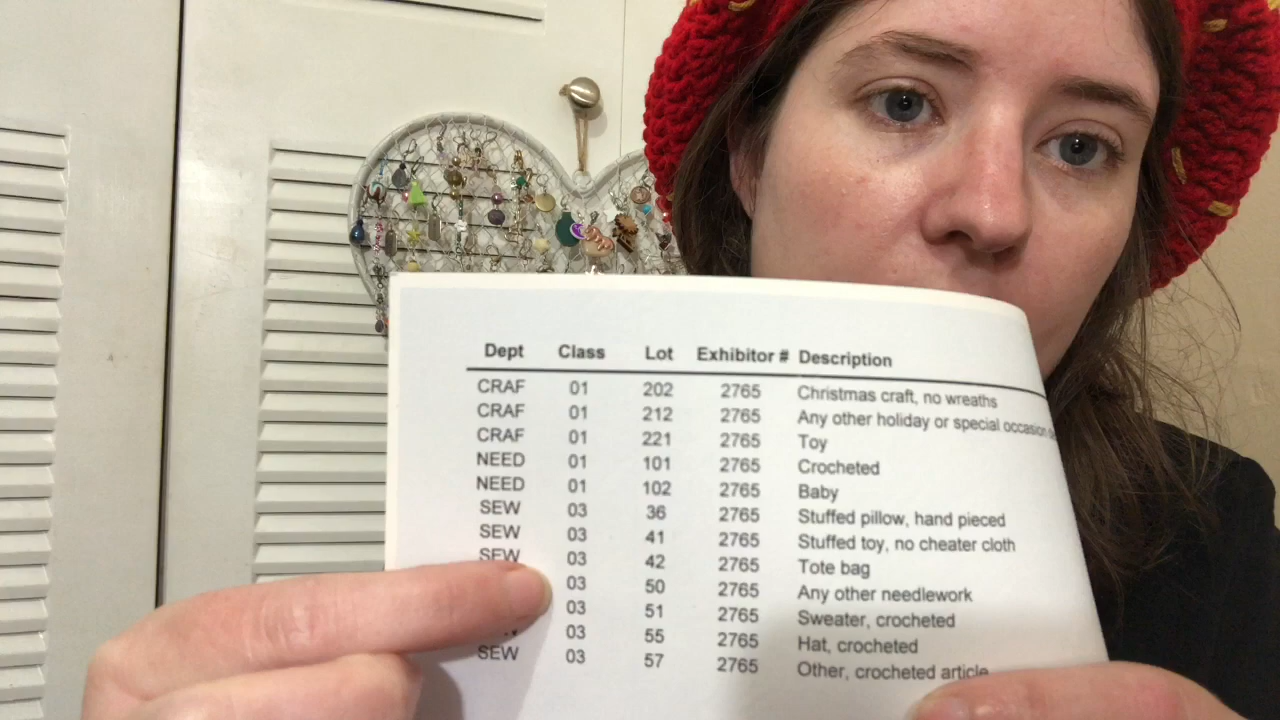 Dept Class Lot Exhibitor # Description
CRAF 01 202 2765 Christmas craft, no wreaths
CRAF 01 212 2765 Any other holiday or special occasion
CRAF 01 221 2765 Toy
NEED 01 101 2765 Crocheted
NEED 01 102 2765 Baby
SEW 03 36 2765 Stuffed pillow, hand pieced
SEW 03 41 2765 Stuffed toy, no cheater cloth
SEW 03 42 2765 Tote bag
03 50 2765 Any other needlework
03 51 2765 Sweater, crocheted
03 55 2765 Hat, crocheted
SEW 03 57 2765 Other, crocheted article